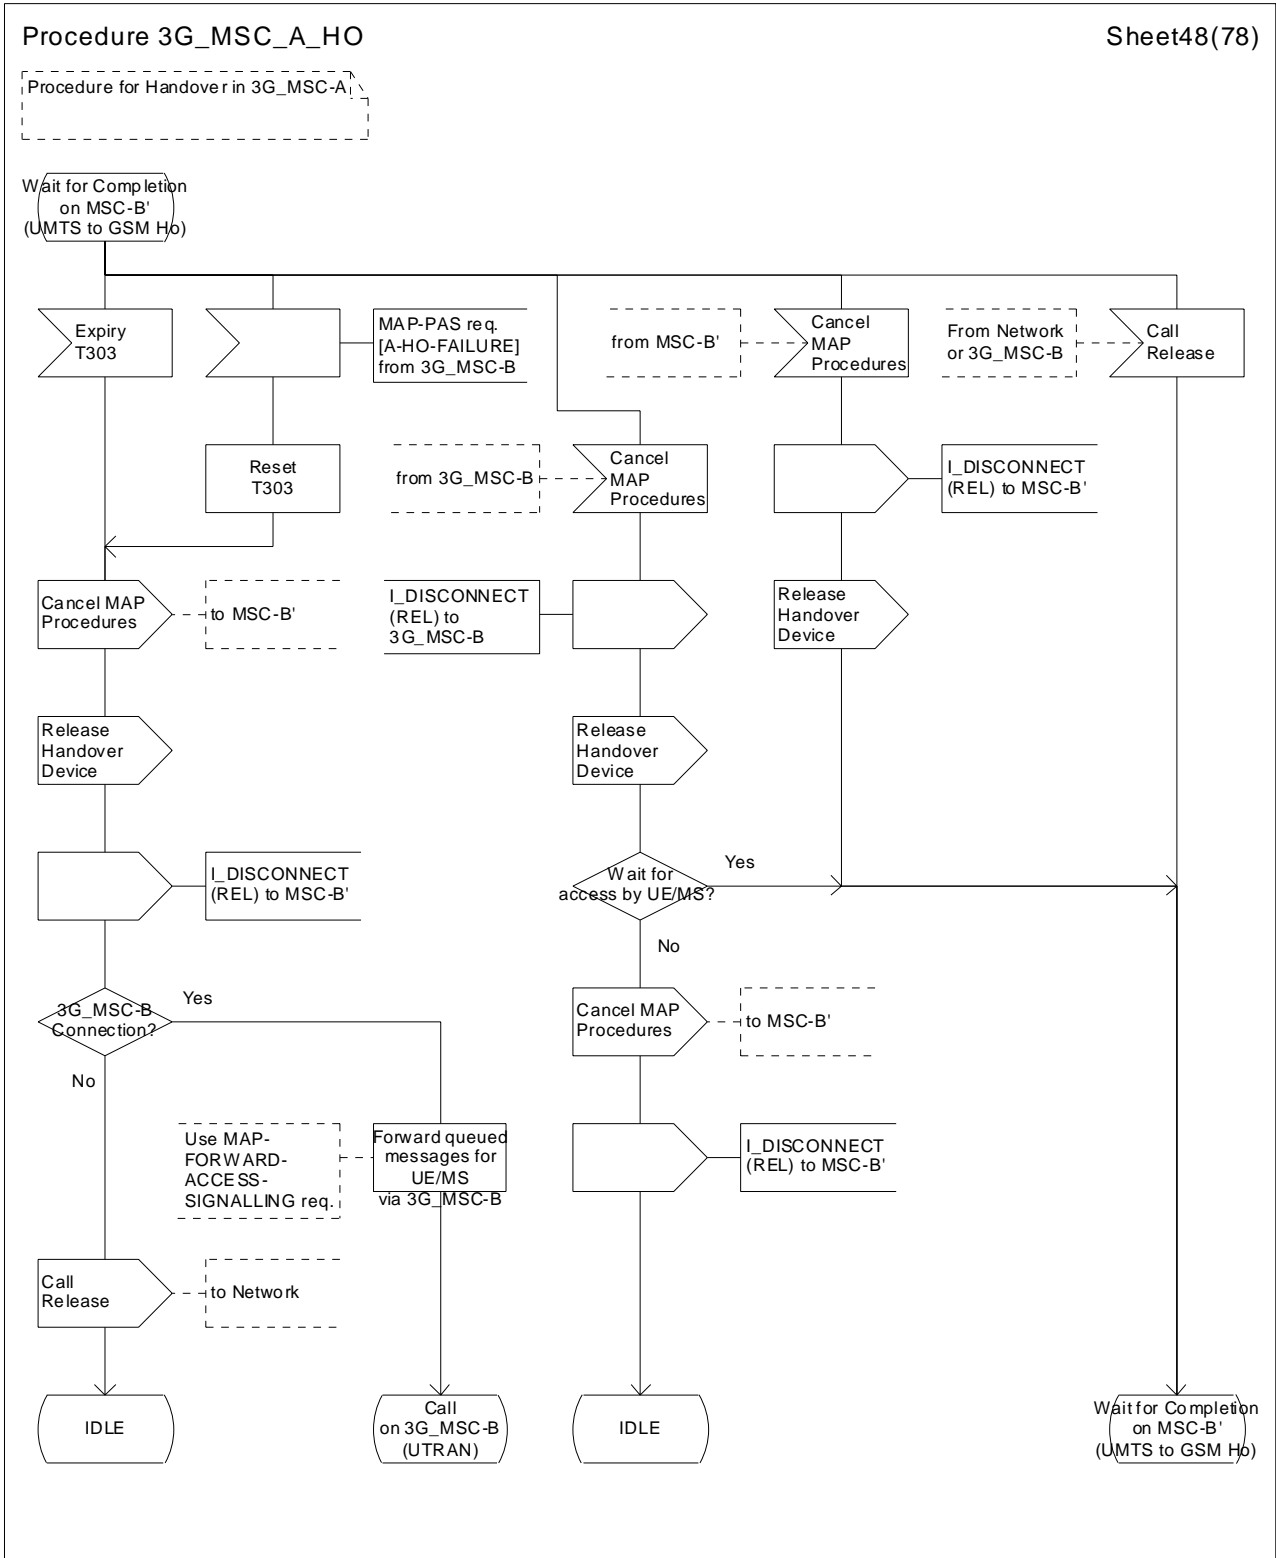 Procedure 3G_MSC_A_HO
Sheet48(78)
Procedure for Handover in 3G_MSC-A
Wait for Completion
on MSC-B'
(UMTS to GSM Ho)
Expiry
T303
MAP-PAS req.
[A-HO-FAILURE]
from 3G_MSC-B
from MSC-B'
Cancel
MAP
Procedures
From Network
or 3G_MSC-B
Call
Release
Reset
T303
from 3G_MSC-B
Cancel
MAP
Procedures
I_DISCONNECT
(REL) to MSC-B'
Cancel MAP
Procedures
to MSC-B'
I_DISCONNECT
(REL) to
3G_MSC-B
Release
Handover
Device
Release
Handover
Device
Release
Handover
Device
I_DISCONNECT
(REL) to MSC-B'
Wait for
access by UE/MS?
Yes
No
3G_MSC-B
Connection?
Yes
No
Cancel MAP
Procedures
to MSC-B'
Use MAP-
FORWARD-
ACCESS-
SIGNALLING req.
Forward queued
messages for
UE/MS
via 3G_MSC-B
I_DISCONNECT
(REL) to MSC-B'
Call
Release
to Network
IDLE
Call
on 3G_MSC-B
(UTRAN)
IDLE
Wait for Completion
on MSC-B'
(UMTS to GSM Ho)